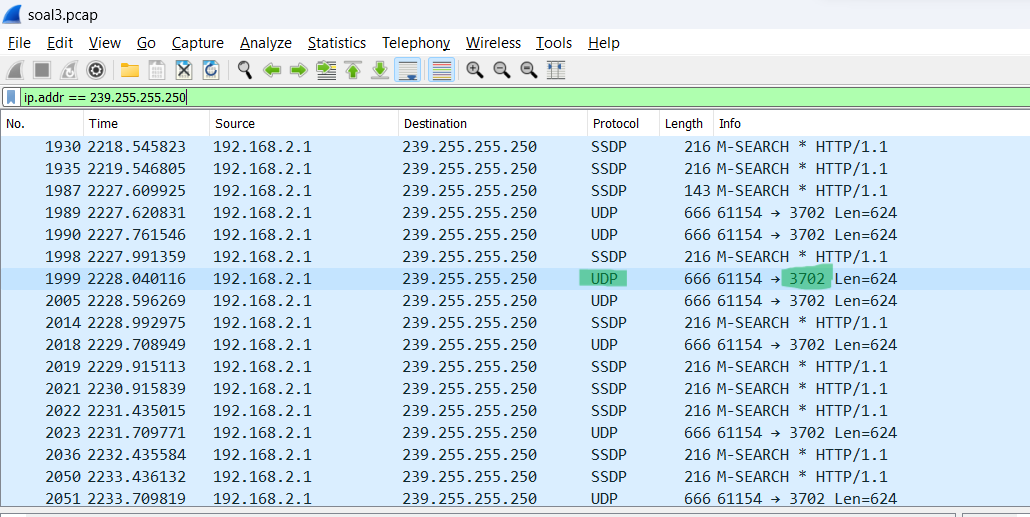 soal3.pcap
File Edit View Go Capture Analyze Statistics Telephony Wireless Tools Help
ip.addr == 239.255.255.250
No. Time Source Destination Protocol Length Info
1930 2218.545823 192.168.2.1 239.255.255.250 SSDP 216 M-SEARCH * HTTP/1.1
1935 2219.546805 192.168.2.1 239.255.255.250 SSDP 216 M-SEARCH * HTTP/1.1
1987 2227.609925 192.168.2.1 239.255.255.250 SSDP 143 M-SEARCH * HTTP/1.1
1989 2227.620831 192.168.2.1 239.255.255.250 UDP 666 61154 → 3702 Len=624
1990 2227.761546 192.168.2.1 239.255.255.250 UDP 666 61154 → 3702 Len=624
1998 2227.991359 192.168.2.1 239.255.255.250 SSDP 216 M-SEARCH * HTTP/1.1
1999 2228.040116 192.168.2.1 239.255.255.250 UDP 666 61154 → 3702 Len=624
2005 2228.596269 192.168.2.1 239.255.255.250 UDP 666 61154 → 3702 Len=624
2014 2228.992975 192.168.2.1 239.255.255.250 SSDP 216 M-SEARCH * HTTP/1.1
2018 2229.708949 192.168.2.1 239.255.255.250 UDP 666 61154 → 3702 Len=624
2019 2229.915113 192.168.2.1 239.255.255.250 SSDP 216 M-SEARCH * HTTP/1.1
2021 2230.915839 192.168.2.1 239.255.255.250 SSDP 216 M-SEARCH * HTTP/1.1
2022 2231.435015 192.168.2.1 239.255.255.250 SSDP 216 M-SEARCH * HTTP/1.1
2023 2231.709771 192.168.2.1 239.255.255.250 UDP 666 61154 → 3702 Len=624
2036 2232.435584 192.168.2.1 239.255.255.250 SSDP 216 M-SEARCH * HTTP/1.1
2050 2233.436132 192.168.2.1 239.255.255.250 SSDP 216 M-SEARCH * HTTP/1.1
2051 2233.709819 192.168.2.1 239.255.255.250 UDP 666 61154 → 3702 Len=624